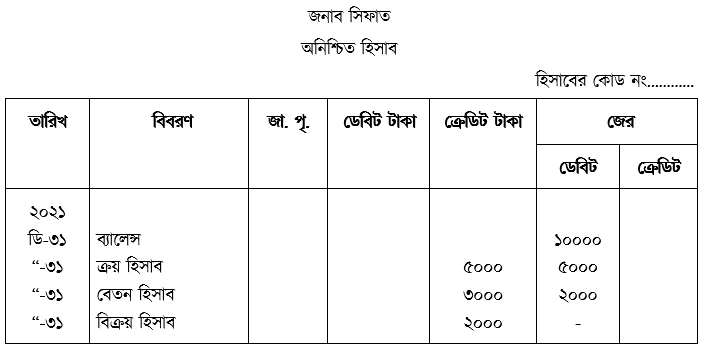 জনাব সিফাত
অনিশ্চিত হিসাব
হিসাবের কোড নং............
তারিখ বিবরণ জা. পৃ. ডেবিট টাকা ক্রেডিট টাকা জের
ডেবিট ক্রেডিট
২০২১
ডি-৩১ ব্যালেন্স ১০০০০
“-৩১ ক্রয় হিসাব ৫০০০ ৫০০০
“-৩১ বেতন হিসাব ৩০০০ ২০০০
“-৩১ বিক্রয় হিসাব ২০০০ -